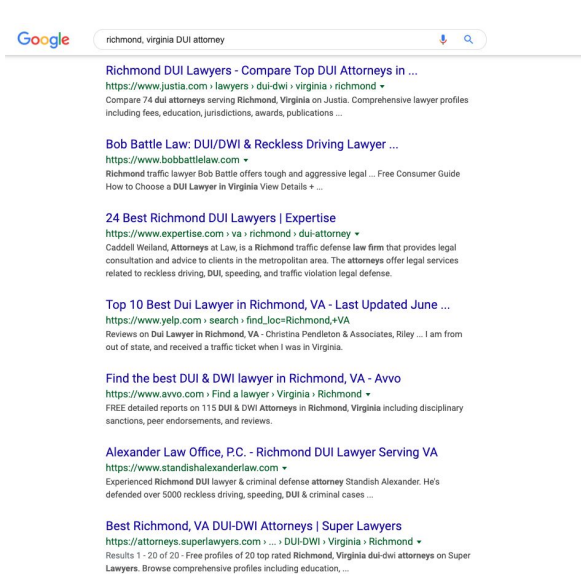 Google richmond, virginia DUI attorney
Richmond DUI Lawyers - Compare Top DUI Attorneys in ...
https://www.justia.com › lawyers › dui-dwi › virginia › richmond ▾
Compare 74 dui attorneys serving Richmond, Virginia on Justia. Comprehensive lawyer profiles
including fees, education, jurisdictions, awards, publications ...
Bob Battle Law: DUI/DWI & Reckless Driving Lawyer ...
https://www.bobbattlelaw.com ▾
Richmond traffic lawyer Bob Battle offers tough and aggressive legal ... Free Consumer Guide
How to Choose a DUI Lawyer in Virginia View Details + ...
24 Best Richmond DUI Lawyers | Expertise
https://www.expertise.com › va › richmond › dui-attorney ▾
Caddell Weiland, Attorneys at Law, is a Richmond traffic defense law firm that provides legal
consultation and advice to clients in the metropolitan area. The attorneys offer legal services
related to reckless driving, DUI, speeding, and traffic violation legal defense.
Top 10 Best Dui Lawyer in Richmond, VA - Last Updated June ...
https://www.yelp.com › search › find_loc=Richmond,+VA
Reviews on Dui Lawyer in Richmond, VA - Christina Pendleton & Associates, Riley ... I am from
out of state, and received a traffic ticket when I was in Virginia.
Find the best DUI & DWI lawyer in Richmond, VA - Avvo
https://www.avvo.com › Find a lawyer › Virginia › Richmond ▾
FREE detailed reports on 115 DUI & DWI Attorneys in Richmond, Virginia including disciplinary
sanctions, peer endorsements, and reviews.
Alexander Law Office, P.C. - Richmond DUI Lawyer Serving VA
https://www.standishalexanderlaw.com ▾
Experienced Richmond DUI lawyer & criminal defense attorney Standish Alexander. He's
defended over 5000 reckless driving, speeding, DUI & criminal cases ...
Best Richmond, VA DUI-DWI Attorneys | Super Lawyers
https://attorneys.superlawyers.com › ... › DUI-DWI › Virginia › Richmond ▾
Results 1 - 20 of 20 - Free profiles of 20 top rated Richmond, Virginia dui-dwi attorneys on Super
Lawyers. Browse comprehensive profiles including education, ...